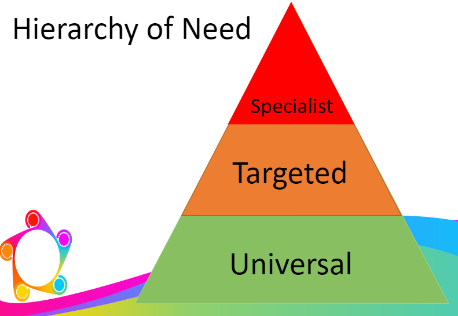 Hierarchy of Need
Specialist
Targeted
Universal